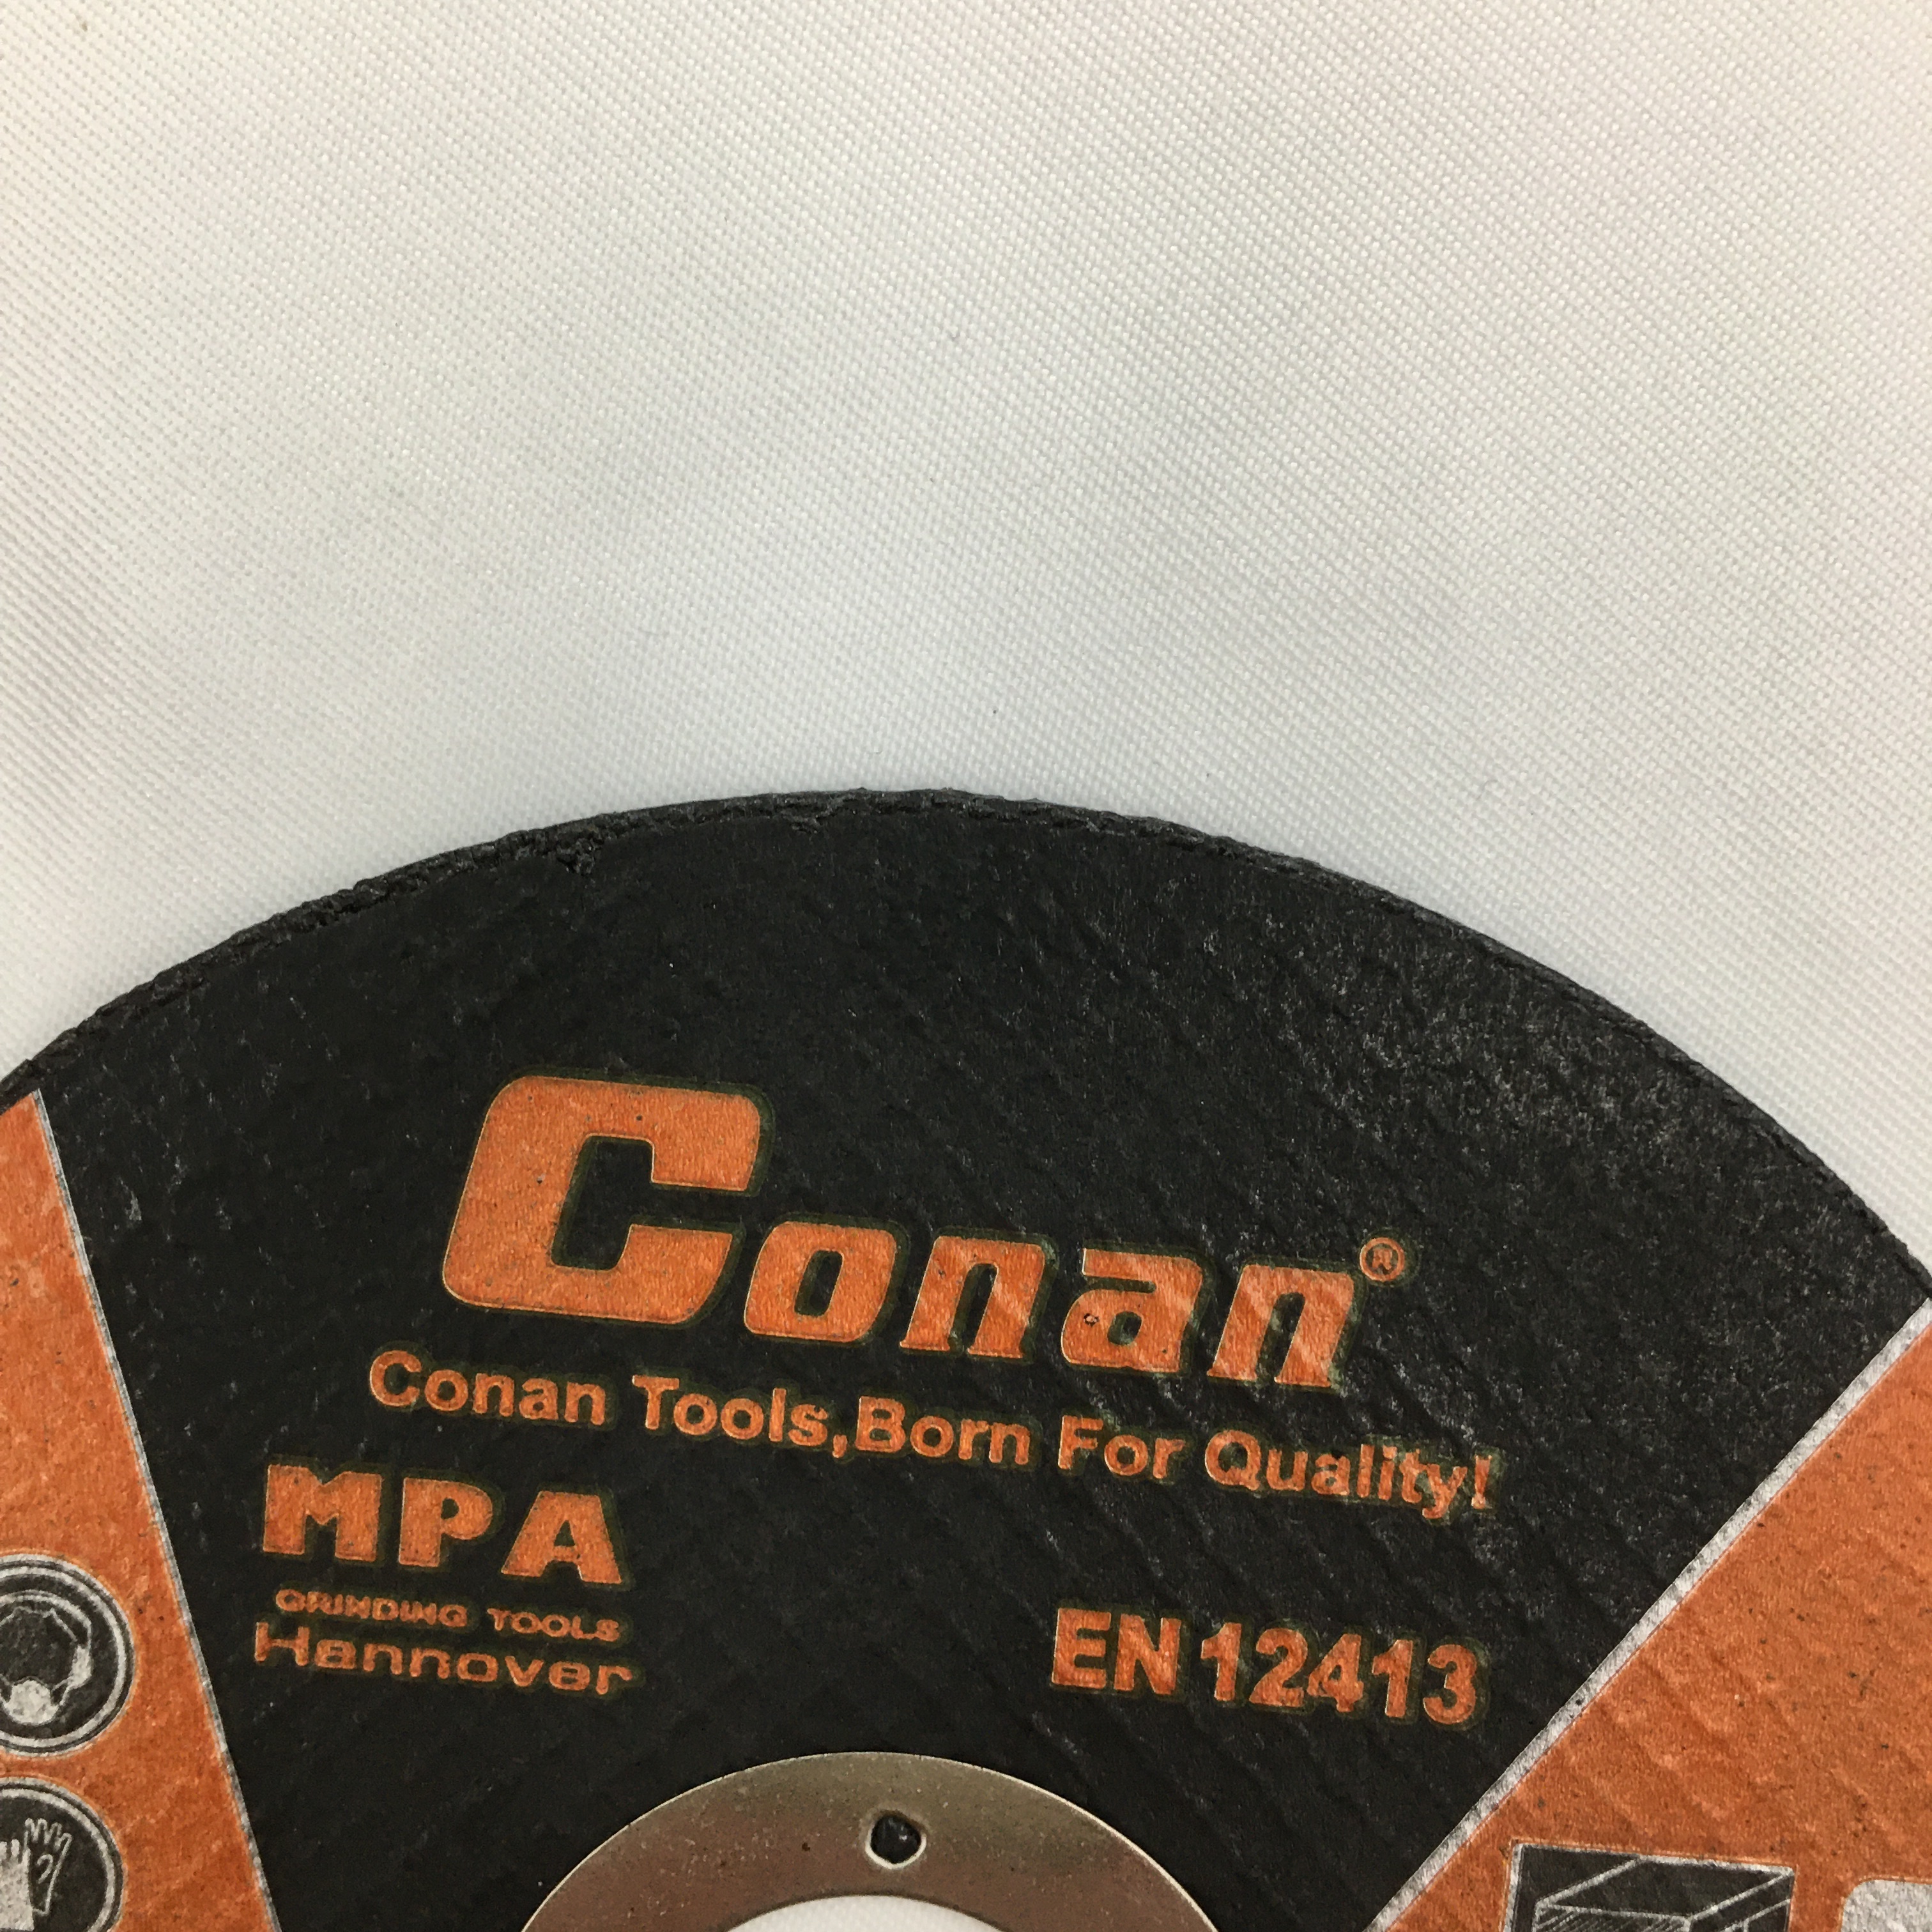 Conan®
Conan Tools,Born For Quality!
MPA
GRINDING TOOLS
Hannover
EN 12413